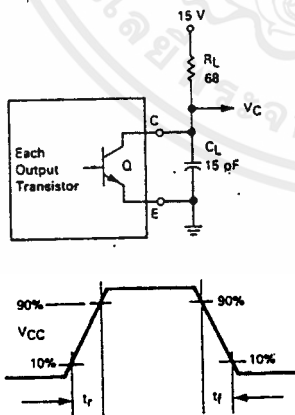 15 V
RL
68
VC
C
CL
15 pF
Each
Output
Transistor
Q
E
90%
90%
VCC
10%
10%
tr
tf